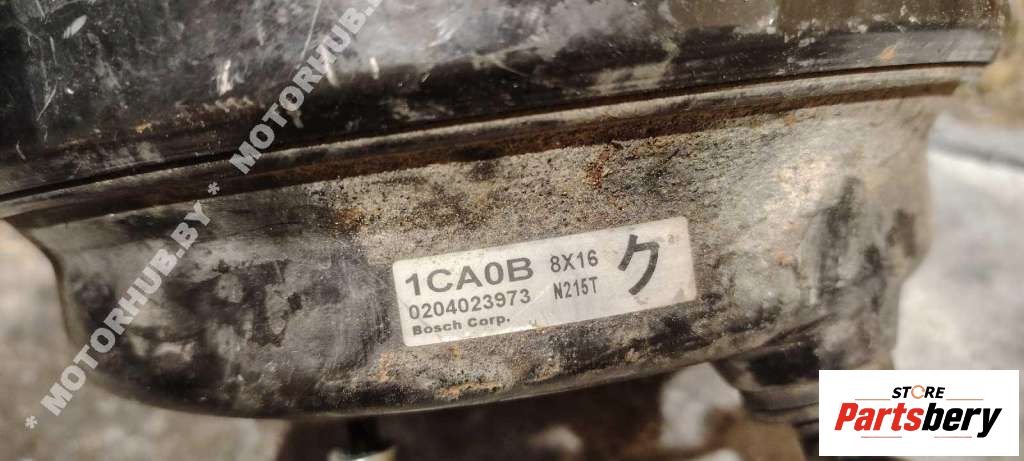 * MOTORHUB.BY * MOTORHUB.BY
1CA0B 8X16 ク
0204023973 N215T
Bosch Corp.
STORE
Partsbery